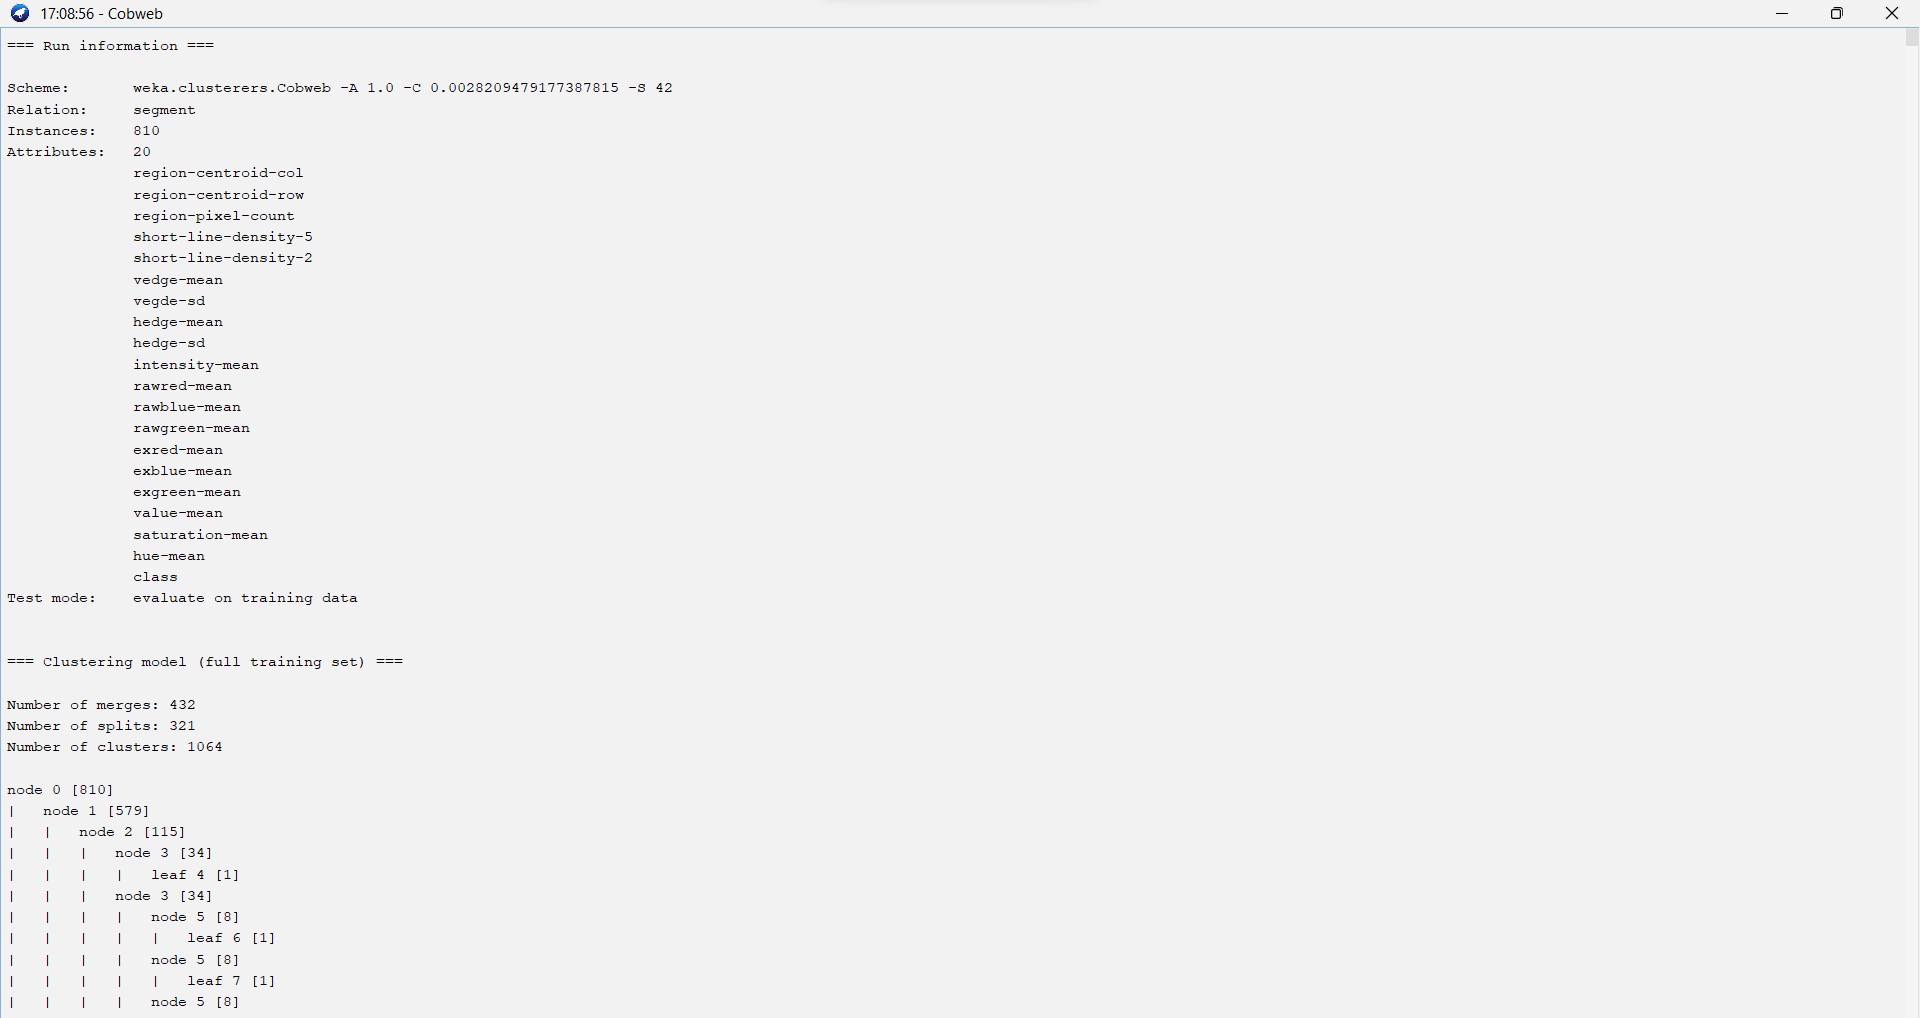 17:08:56 - Cobweb
=== Run information ===
Scheme:       weka.clusterers.Cobweb -A 1.0 -C 0.0028209479177387815 -S 42
Relation:     segment
Instances:    810
Attributes:   20
              region-centroid-col
              region-centroid-row
              region-pixel-count
              short-line-density-5
              short-line-density-2
              vedge-mean
              vegde-sd
              hedge-mean
              hedge-sd
              intensity-mean
              rawred-mean
              rawblue-mean
              rawgreen-mean
              exred-mean
              exblue-mean
              exgreen-mean
              value-mean
              saturation-mean
              hue-mean
              class
Test mode:    evaluate on training data
=== Clustering model (full training set) ===
Number of merges: 432
Number of splits: 321
Number of clusters: 1064
node 0 [810]
|   node 1 [579]
|   |   node 2 [115]
|   |   |   node 3 [34]
|   |   |   |   leaf 4 [1]
|   |   |   node 3 [34]
|   |   |   |   node 5 [8]
|   |   |   |   |   leaf 6 [1]
|   |   |   |   node 5 [8]
|   |   |   |   |   leaf 7 [1]
|   |   |   |   node 5 [8]